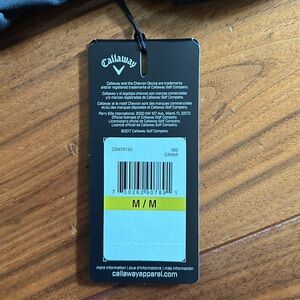 Callaway
Callaway and the Chevron Device are trademarks
and/or registered trademarks of Callaway Golf Company.
Callaway y el logotipo chevron son marcas comerciales
y/o marcas registradas de Callaway Golf Company.
Callaway et le motif Chevron sont des marques commerciales
et/ou marques déposées de Callaway Golf Company.
Perry Ellis International, 3000 NW 107 Ave, Miami, FL 33172
Official licensee of Callaway Golf Company.
Licenciatario oficial de Callaway Golf Company.
Licencié officiel de Callaway Golf Company.
©2017 Callaway Golf Company.
002
CAVIAR
M / M
more information | plus d'informations | más información
callawayapparel.com